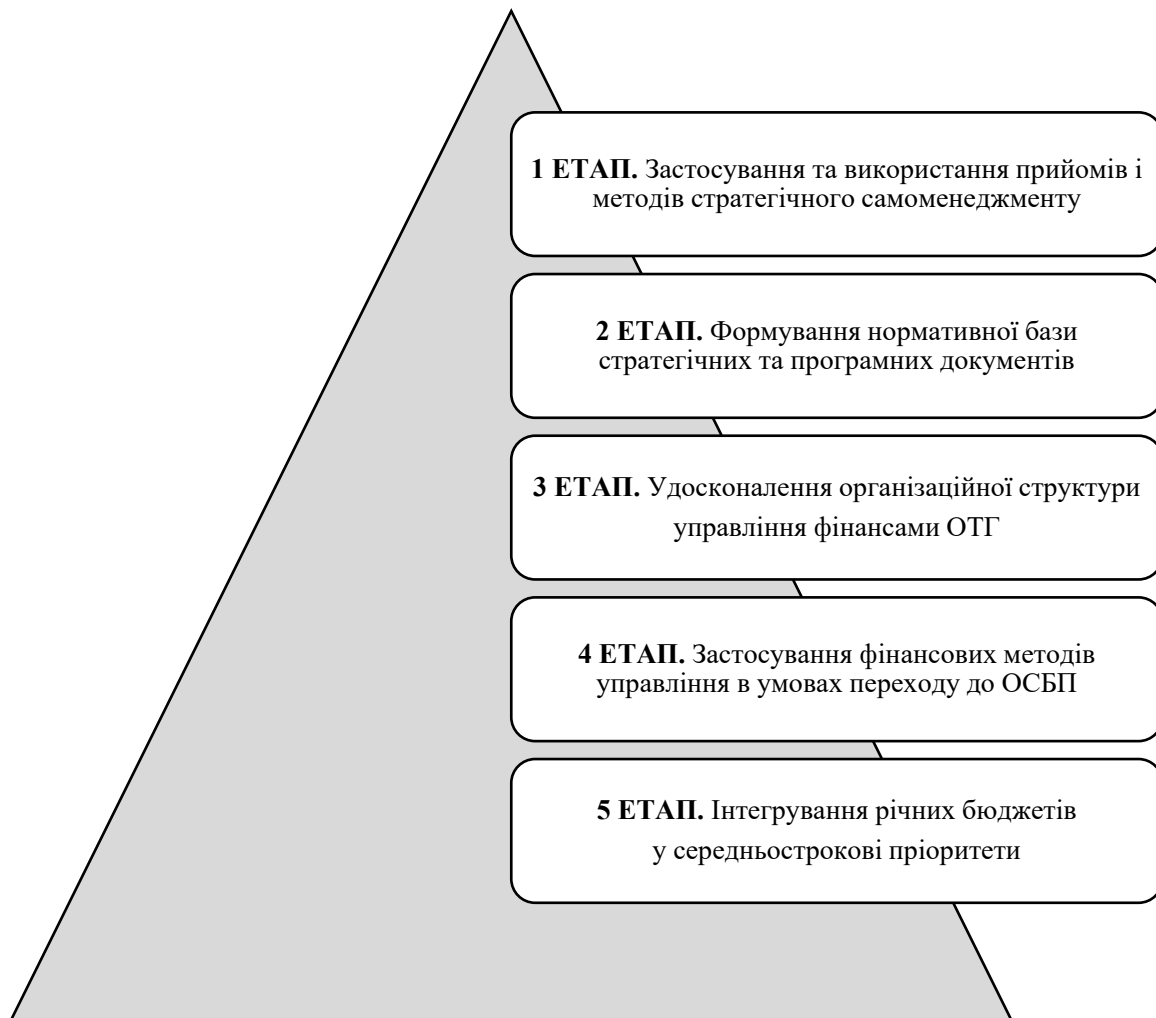 1 ЕТАП. Застосування та використання прийомів і
методів стратегічного самоменеджменту
2 ЕТАП. Формування нормативної бази
стратегічних та програмних документів
3 ЕТАП. Удосконалення організаційної структури
управління фінансами ОТГ
4 ЕТАП. Застосування фінансових методів
управління в умовах переходу до ОСБП
5 ЕТАП. Інтегрування річних бюджетів
у середньострокові пріоритети